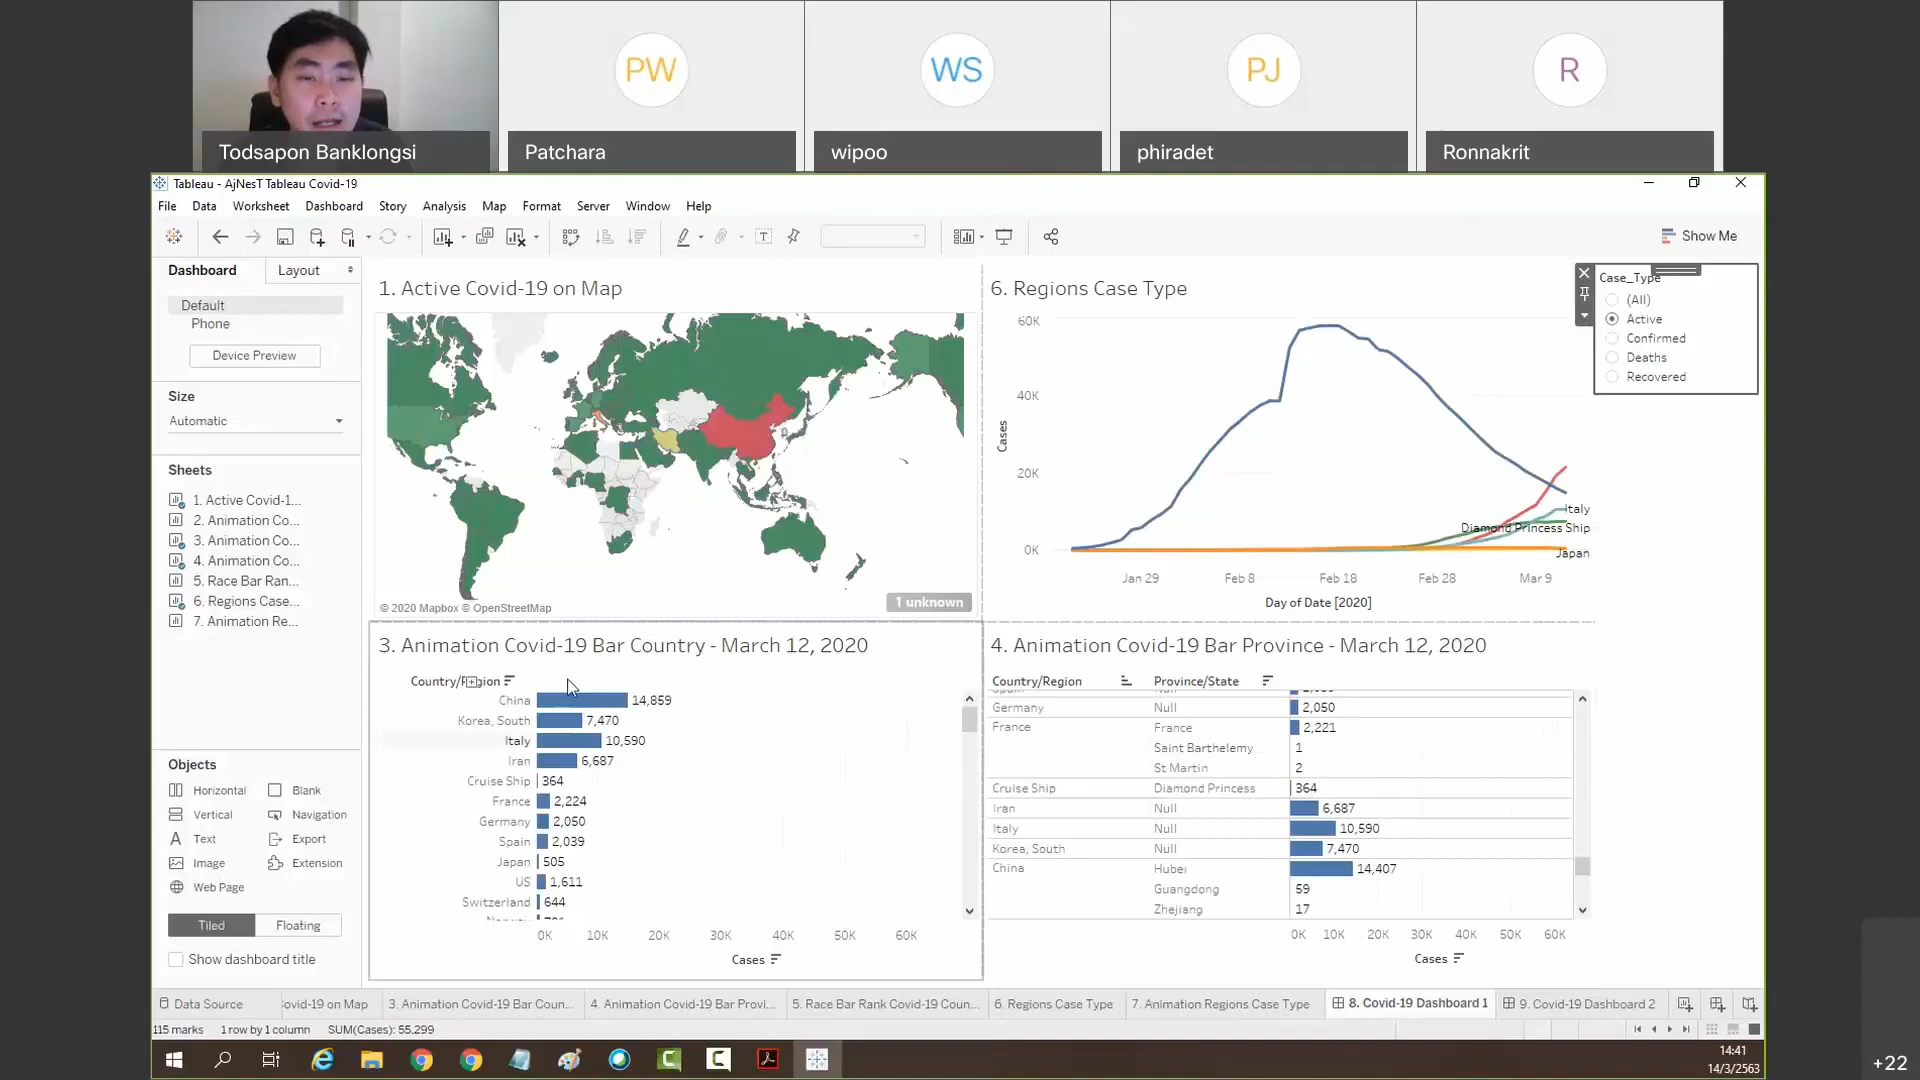 PW
WS
PJ
R
Todsapon Banklongsi
Patchara
wipoo
phiradet
Ronnakrit
Tableau - AjNesT Tableau Covid-19
File Data Worksheet Dashboard Story Analysis Map Format Server Window Help
Show Me
Dashboard
Layout
Default
Phone
Device Preview
Size
Automatic
Sheets
1. Active Covid-1...
2. Animation Co...
3. Animation Co...
4. Animation Co...
5. Race Bar Ran...
6. Regions Case...
7. Animation Re...
Objects
Horizontal Blank
Vertical Navigation
Text Export
Image Extension
Web Page
Tiled Floating
Show dashboard title
1. Active Covid-19 on Map
© 2020 Mapbox © OpenStreetMap
1 unknown
6. Regions Case Type
60K
40K
20K
0K
Cases
Italy
Diamond Princess Ship
Japan
Jan 29 Feb 8 Feb 18 Feb 28 Mar 9
Day of Date [2020]
Case_Type
(All)
Active
Confirmed
Deaths
Recovered
3. Animation Covid-19 Bar Country - March 12, 2020
Country/Region
China 14,859
Korea, South 7,470
Italy 10,590
Iran 6,687
Cruise Ship 364
France 2,224
Germany 2,050
Spain 2,039
Japan 505
US 1,611
Switzerland 644
0K 10K 20K 30K 40K 50K 60K
Cases
4. Animation Covid-19 Bar Province - March 12, 2020
Country/Region Province/State
Germany Null 2,050
France France 2,221
Saint Barthelemy 1
St Martin 2
Cruise Ship Diamond Princess 364
Iran Null 6,687
Italy Null 10,590
Korea, South Null 7,470
China Hubei 14,407
Guangdong 59
Zhejiang 17
0K 10K 20K 30K 40K 50K 60K
Cases
Data Source
ovid-19 on Map
3. Animation Covid-19 Bar Coun...
4. Animation Covid-19 Bar Provi...
5. Race Bar Rank Covid-19 Coun...
6. Regions Case Type
7. Animation Regions Case Type
8. Covid-19 Dashboard 1
9. Covid-19 Dashboard 2
115 marks 1 row by 1 column SUM(Cases): 55,299
14:41
14/3/2563
+22